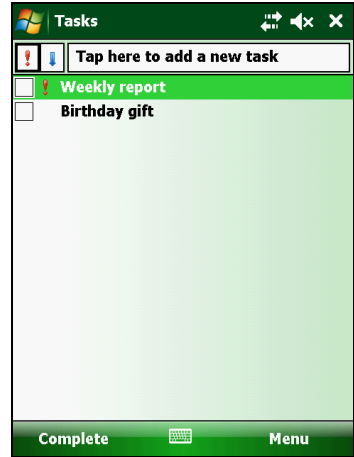 Tasks
Tap here to add a new task
Weekly report
Birthday gift
Complete
Menu